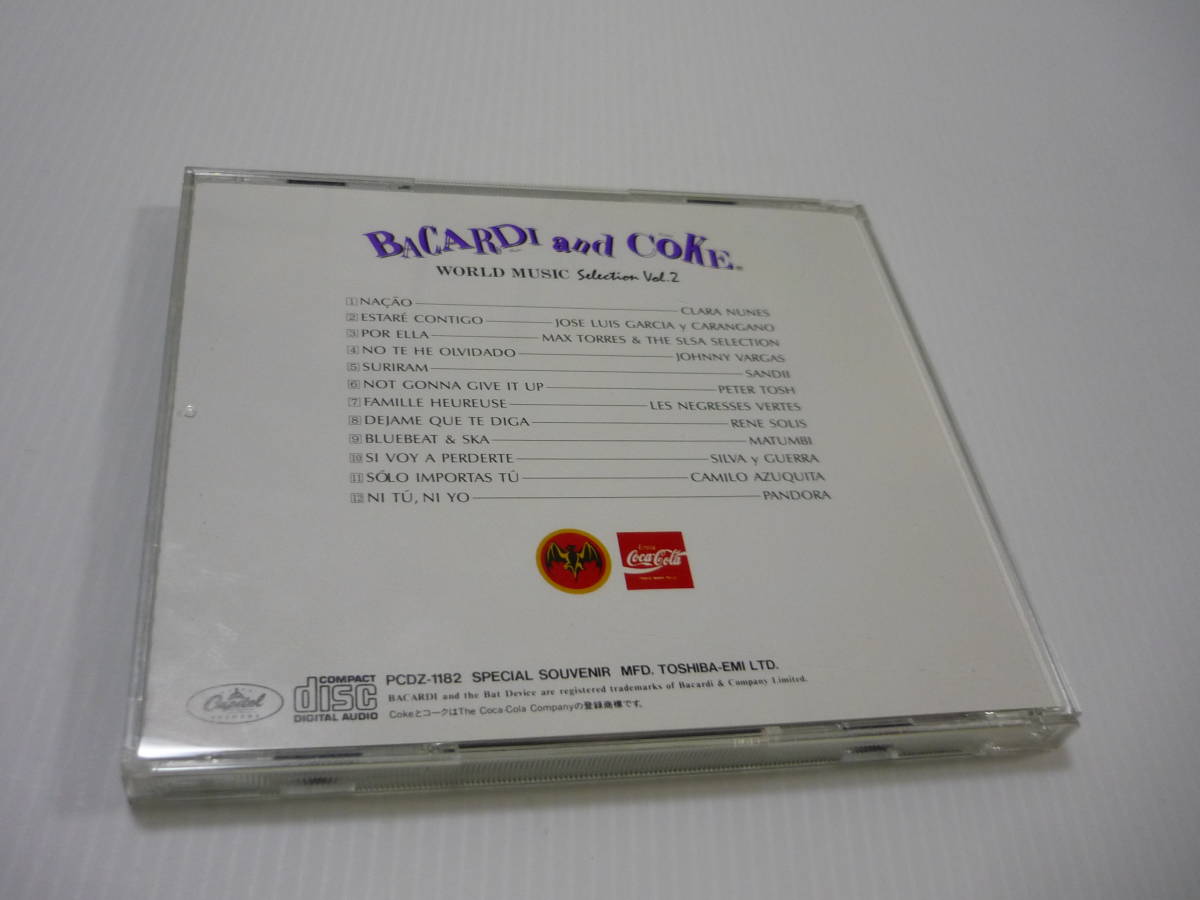 BACARDI and COKE®
WORLD MUSIC Selection Vol.2
1 NAÇÃO CLARA NUNES
2 ESTARÉ CONTIGO JOSE LUIS GARCIA y CARANGANO
3 POR ELLA MAX TORRES & THE SLSA SELECTION
4 NO TE HE OLVIDADO JOHNNY VARGAS
5 SURIRAM SANDII
6 NOT GONNA GIVE IT UP PETER TOSH
7 FAMILLE HEUREUSE LES NEGRESSES VERTES
8 DEJAME QUE TE DIGA RENE SOLIS
9 BLUEBEAT & SKA MATUMBI
10 SI VOY A PERDERTE SILVA y GUERRA
11 SÓLO IMPORTAS TÚ CAMILO AZUQUITA
12 NI TÚ, NI YO PANDORA
Enjoy
Coca-Cola
Capitol
RECORDS
COMPACT
disc
DIGITAL AUDIO
PCDZ-1182 SPECIAL SOUVENIR MFD. TOSHIBA-EMI LTD.
BACARDI and the Bat Device are registered trademarks of Bacardi & Company Limited.
CokeとコークはThe Coca-Cola Companyの登録商標です。